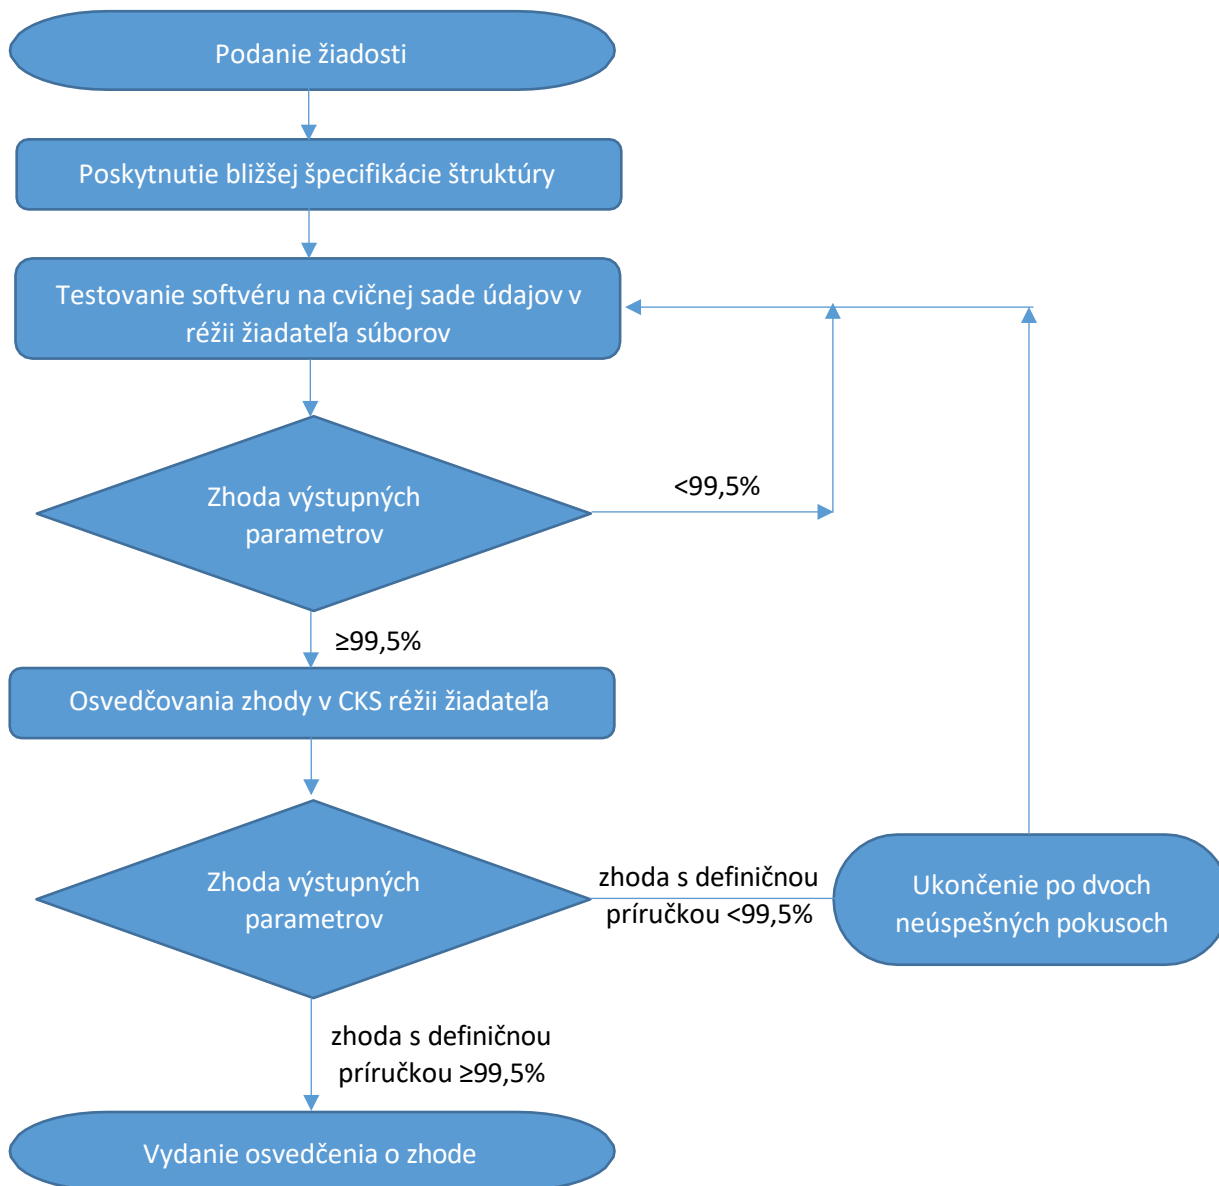 Podanie žiadosti
Poskytnutie bližšej špecifikácie štruktúry
Testovanie softvéru na cvičnej sade údajov v
réžii žiadateľa súborov
Zhoda výstupných
parametrov
<99,5%
≥99,5%
Osvedčovania zhody v CKS réžii žiadateľa
Zhoda výstupných
parametrov
zhoda s definičnou
príručkou <99,5%
Ukončenie po dvoch
neúspešných pokusoch
zhoda s definičnou
príručkou ≥99,5%
Vydanie osvedčenia o zhode